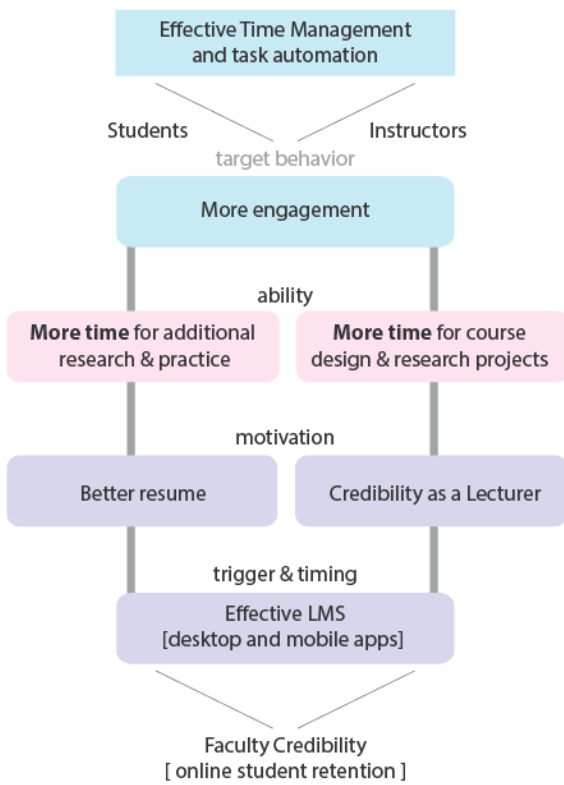 Effective Time Management
and task automation
Students
Instructors
target behavior
More engagement
ability
More time for additional
research & practice
More time for course
design & research projects
motivation
Better resume
Credibility as a Lecturer
trigger & timing
Effective LMS
[desktop and mobile apps]
Faculty Credibility
[ online student retention ]